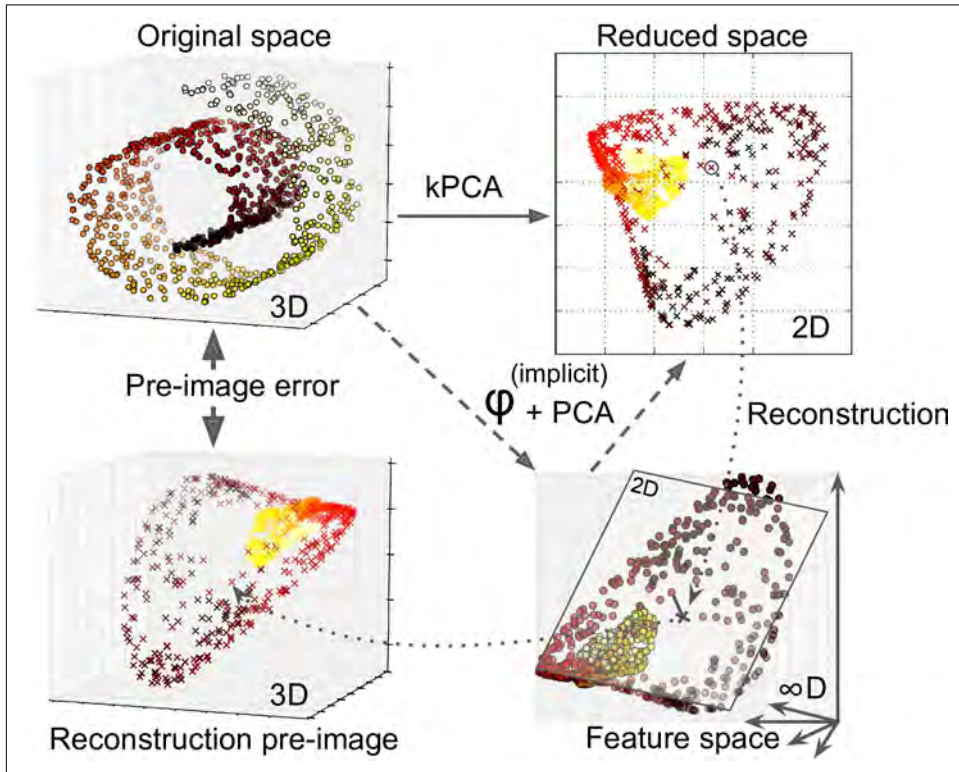 Original space
Reduced space
kPCA
3D
2D
Pre-image error
(implicit)
φ + PCA
Reconstruction
2D
3D
∞D
Reconstruction pre-image
Feature space